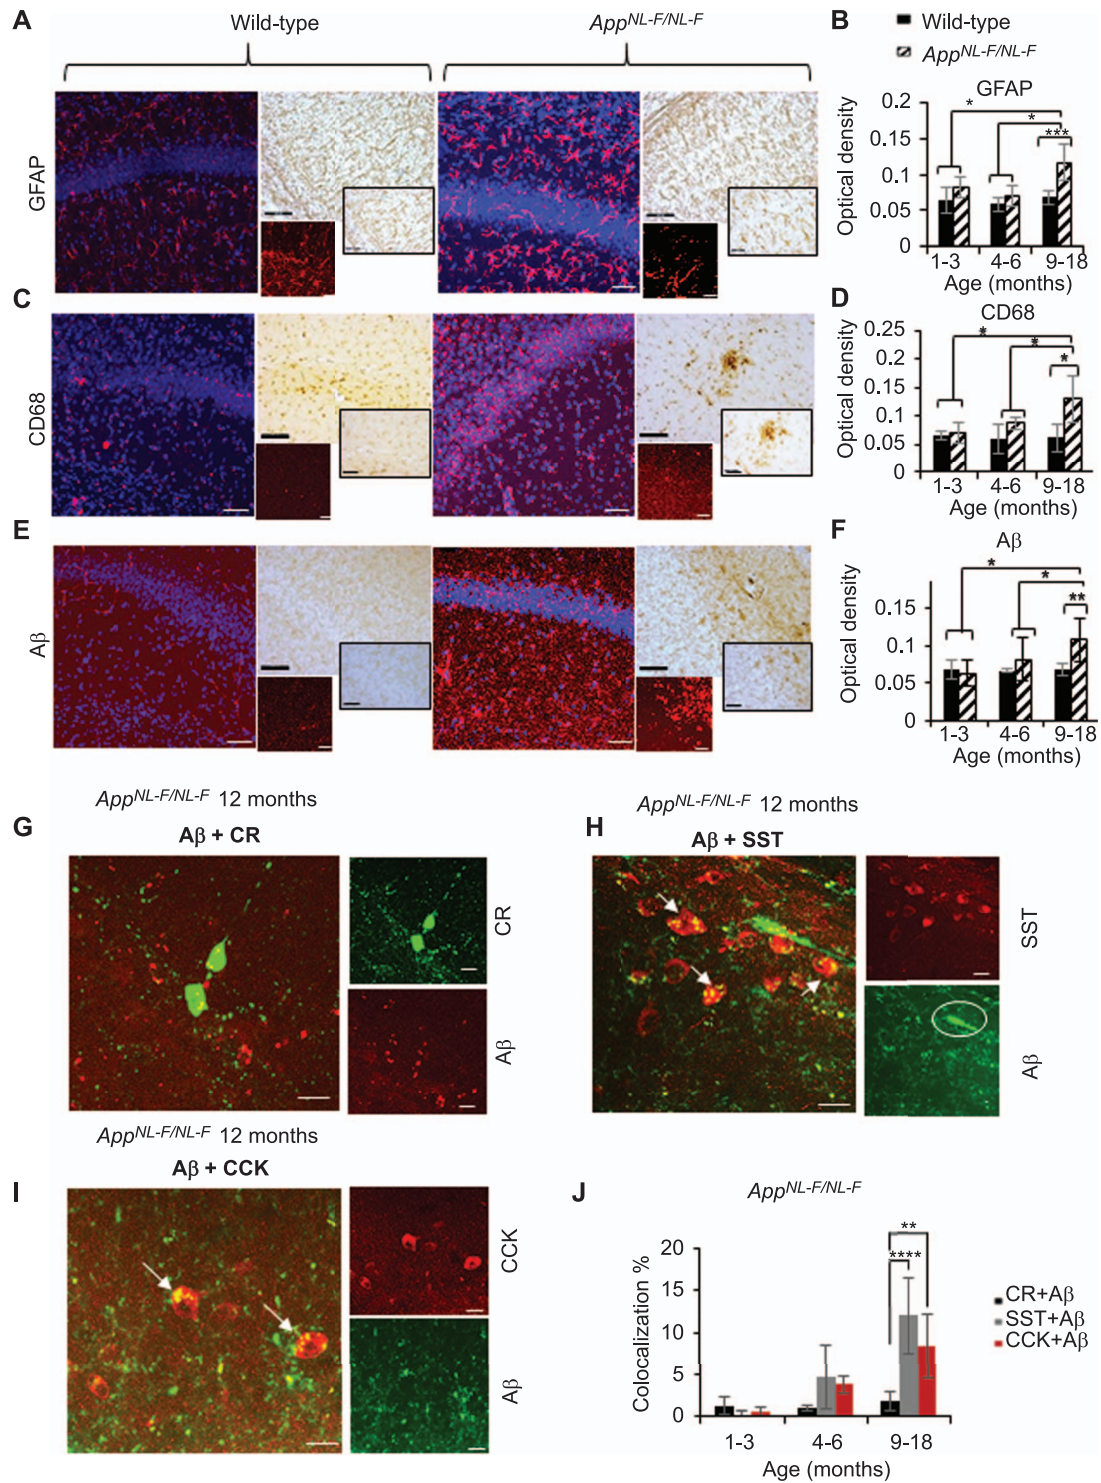 A
Wild-type
App^NL-F/NL-F
B
Wild-type
App^NL-F/NL-F
GFAP
GFAP
*
*
***
Optical density
0.2
0.15
0.1
0.05
0
1-3
4-6
9-18
Age (months)
C
CD68
D
CD68
*
*
*
Optical density
0.25
0.2
0.15
0.1
0.05
0
1-3
4-6
9-18
Age (months)
E
Aβ
F
Aβ
*
*
**
Optical density
0.15
0.1
0.05
0
1-3
4-6
9-18
Age (months)
App^NL-F/NL-F 12 months
G
Aβ + CR
CR
Aβ
App^NL-F/NL-F 12 months
H
Aβ + SST
SST
Aβ
App^NL-F/NL-F 12 months
I
Aβ + CCK
CCK
Aβ
J
App^NL-F/NL-F
**
****
Colocalization %
20
15
10
5
0
1-3
4-6
9-18
Age (months)
CR+Aβ
SST+Aβ
CCK+Aβ